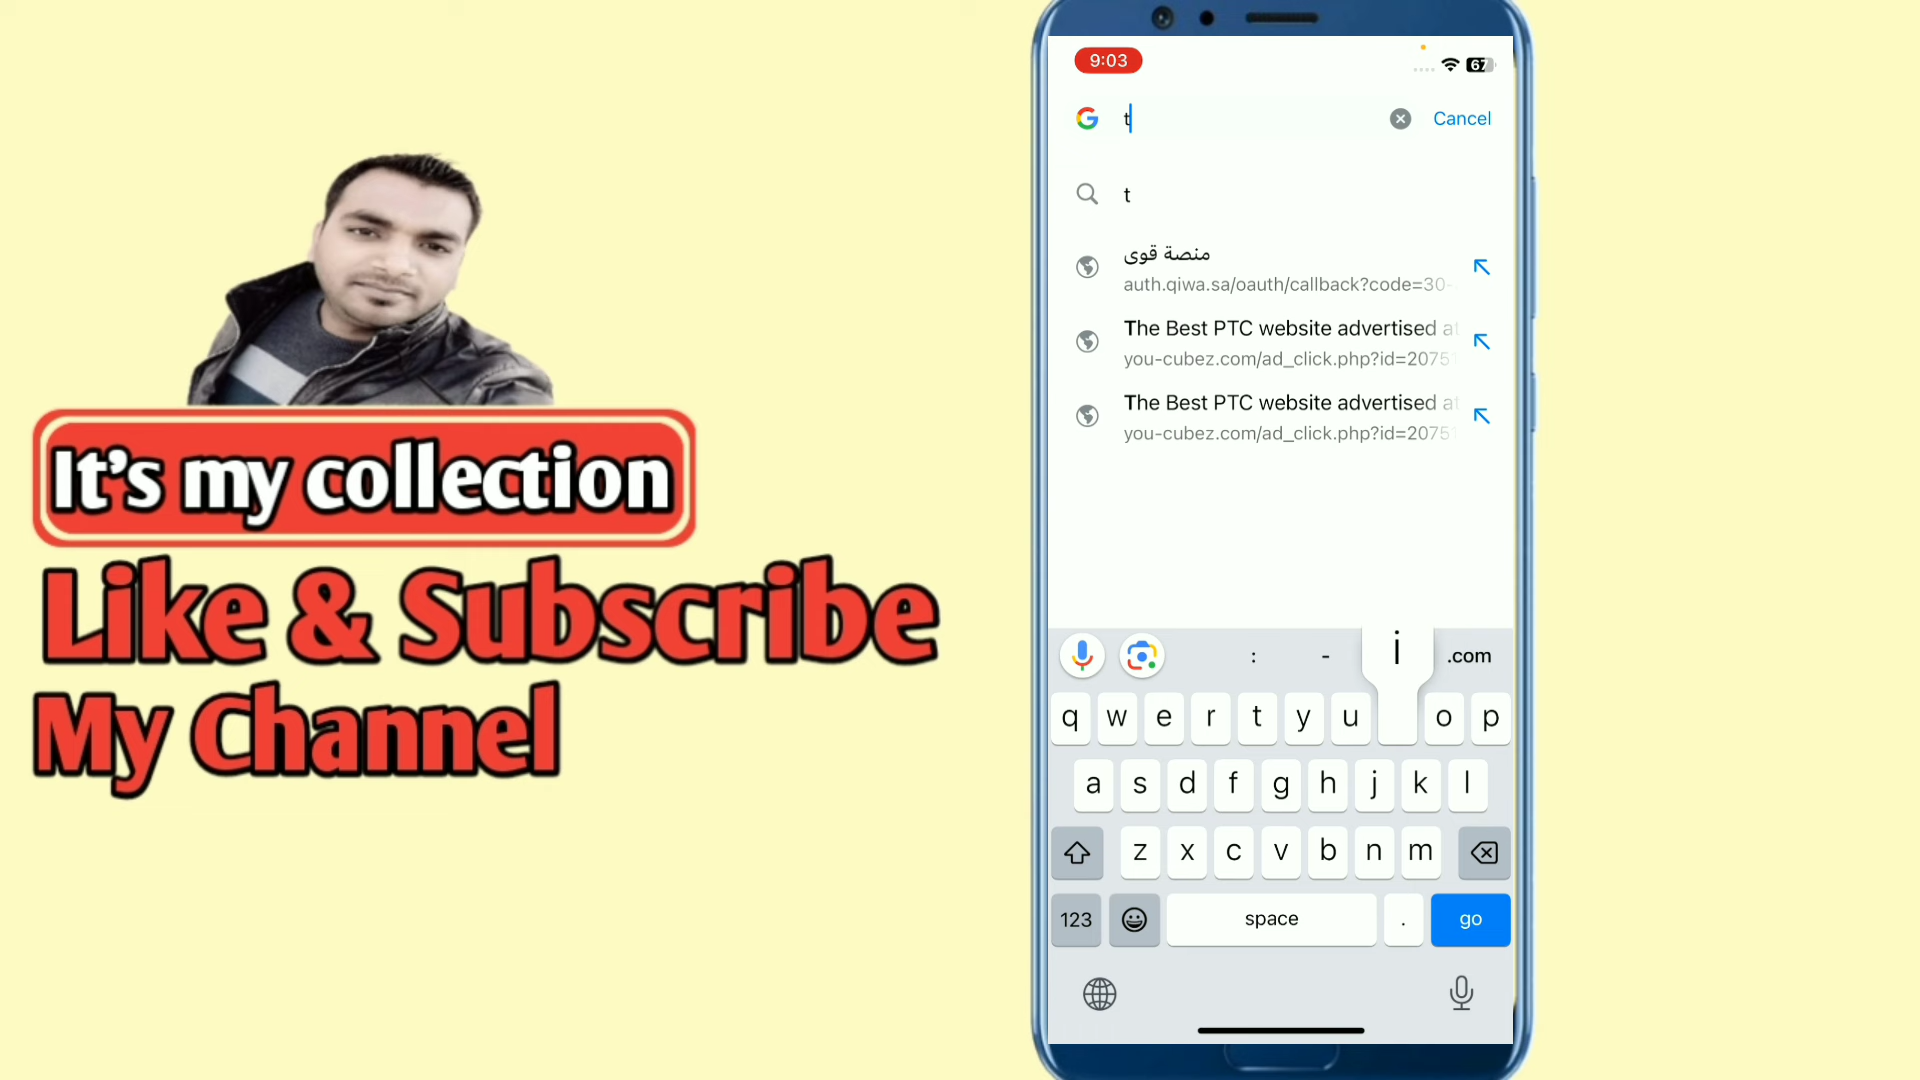 It's my collection
Like & Subscribe
My Channel
9:03
67
t
Cancel
t
منصة قوى
auth.qiwa.sa/oauth/callback?code=30-
The Best PTC website advertised at
you-cubez.com/ad_click.php?id=2075
The Best PTC website advertised at
you-cubez.com/ad_click.php?id=2075
: - i .com
q w e r t y u o p
a s d f g h j k l
z x c v b n m
123 space . go